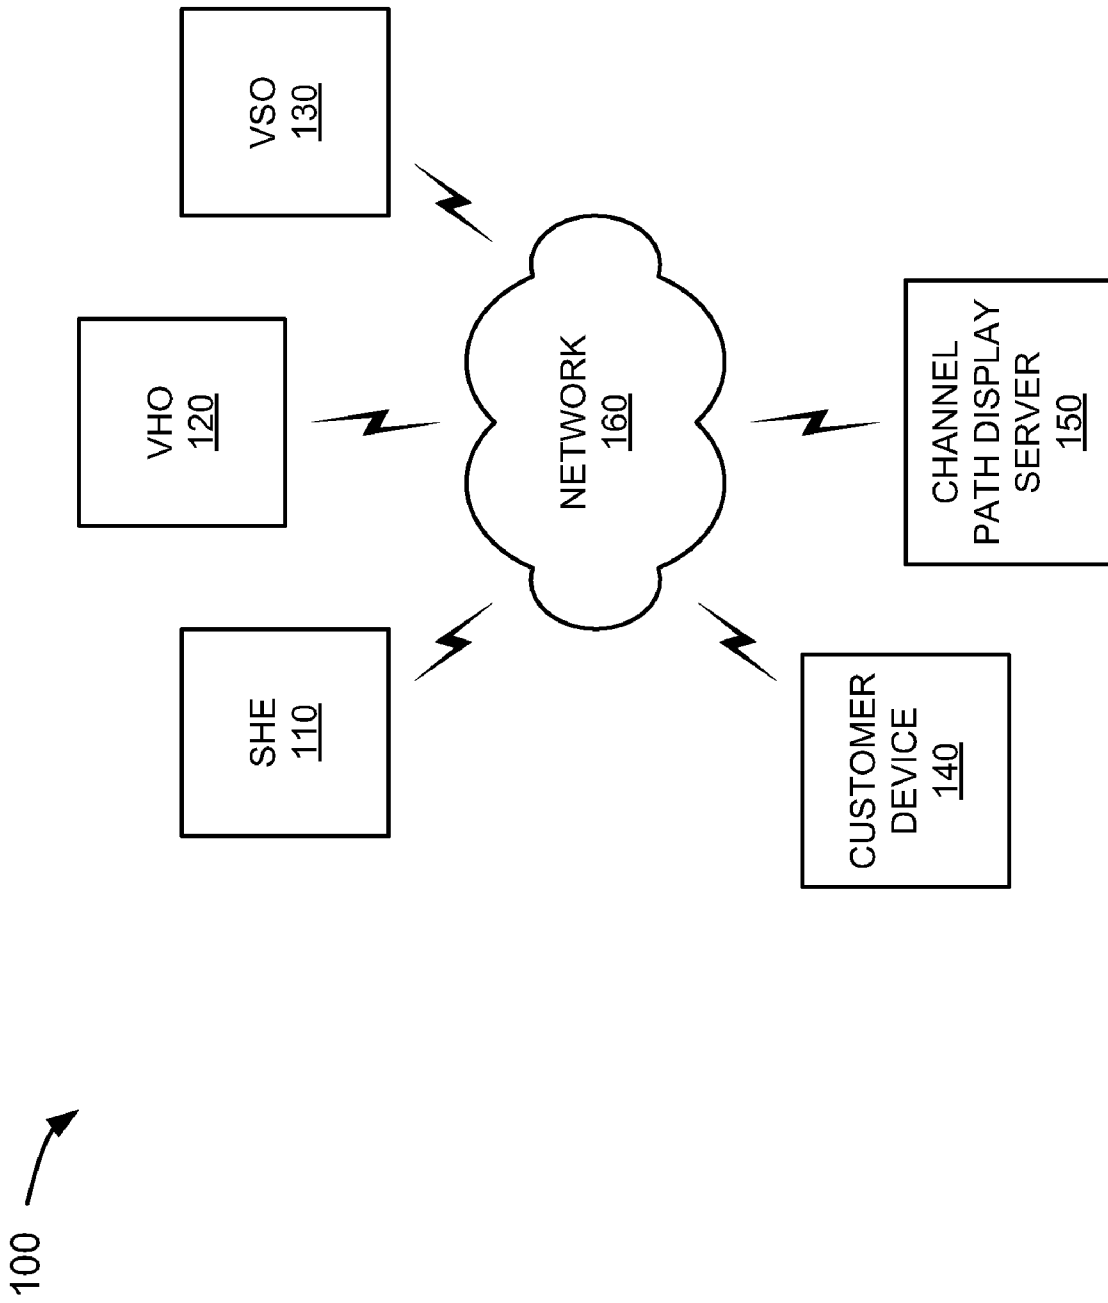 100
SHE
110
VHO
120
VSO
130
NETWORK
160
CUSTOMER
DEVICE
140
CHANNEL
PATH DISPLAY
SERVER
150